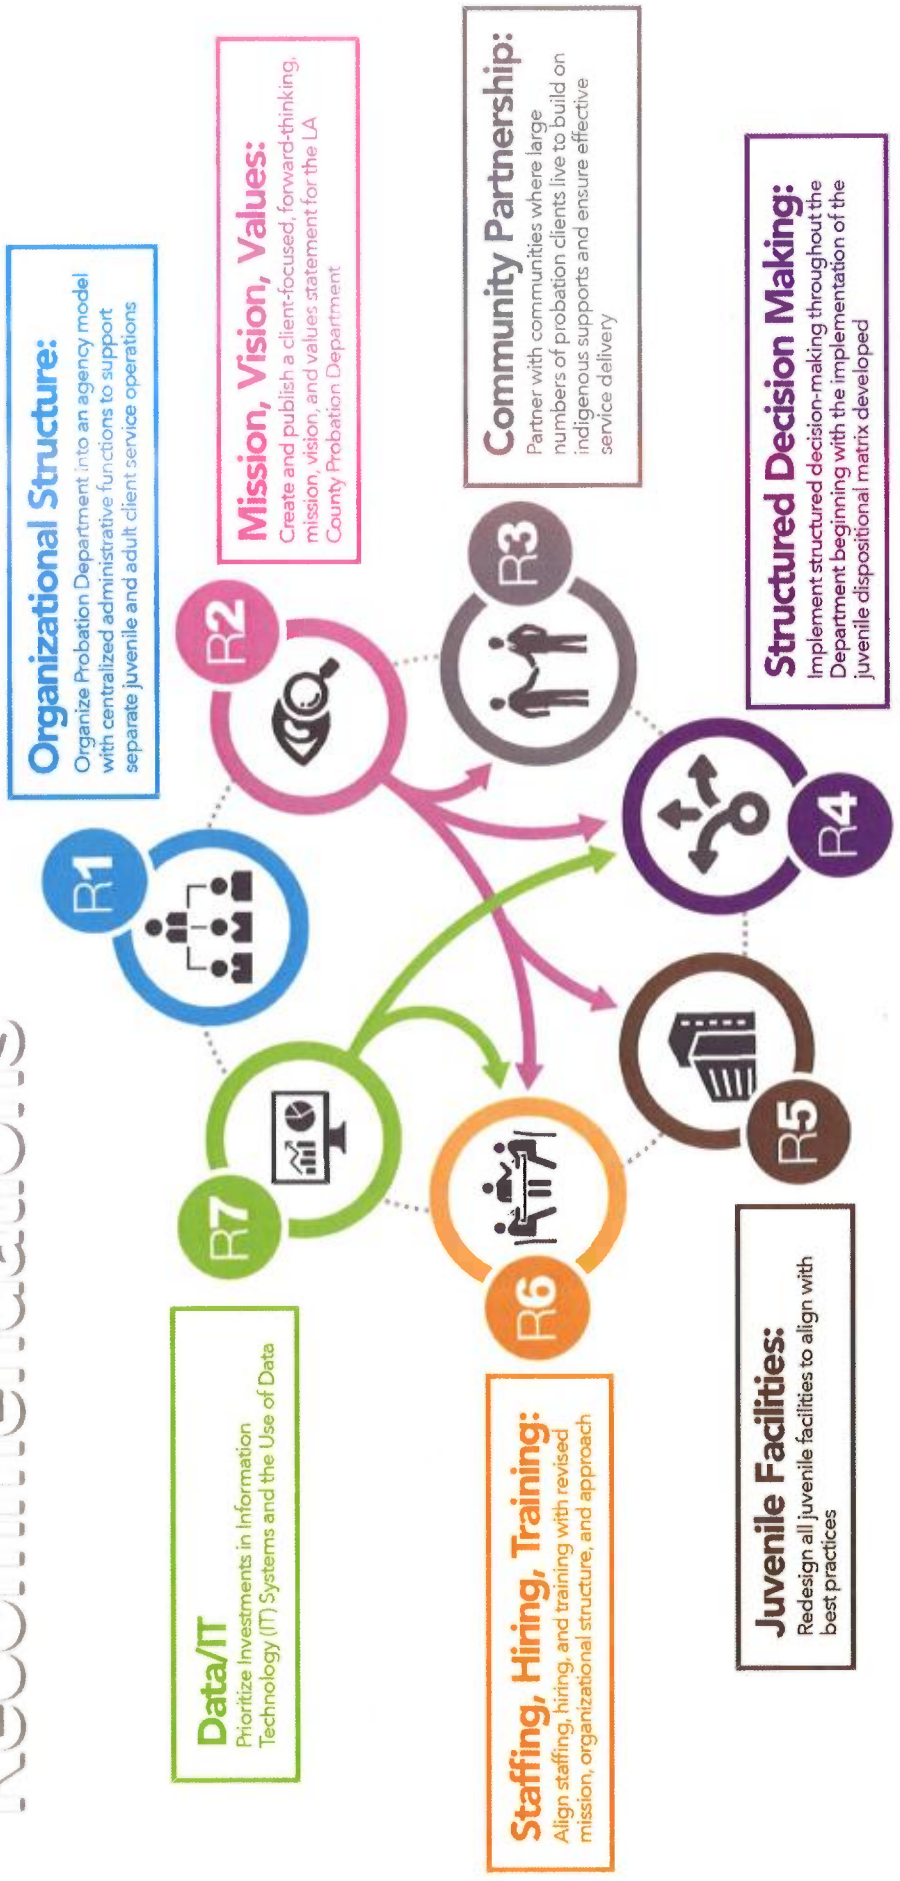 Recommendations
R1
Organizational Structure:
Organize Probation Department into an agency model
with centralized administrative functions to support
separate juvenile and adult client service operations
R2
Mission, Vision, Values:
Create and publish a client-focused, forward-thinking,
mission, vision, and values statement for the LA
County Probation Department
R3
Community Partnership:
Partner with communities where large
numbers of probation clients live to build on
indigenous supports and ensure effective
service delivery
R4
Structured Decision Making:
Implement structured decision-making throughout the
Department beginning with the implementation of the
juvenile dispositional matrix developed
R5
Juvenile Facilities:
Redesign all juvenile facilities to align with
best practices
R6
Staffing, Hiring, Training:
Align staffing, hiring, and training with revised
mission, organizational structure, and approach
R7
Data/IT
Prioritize Investments in Information
Technology (IT) Systems and the Use of Data